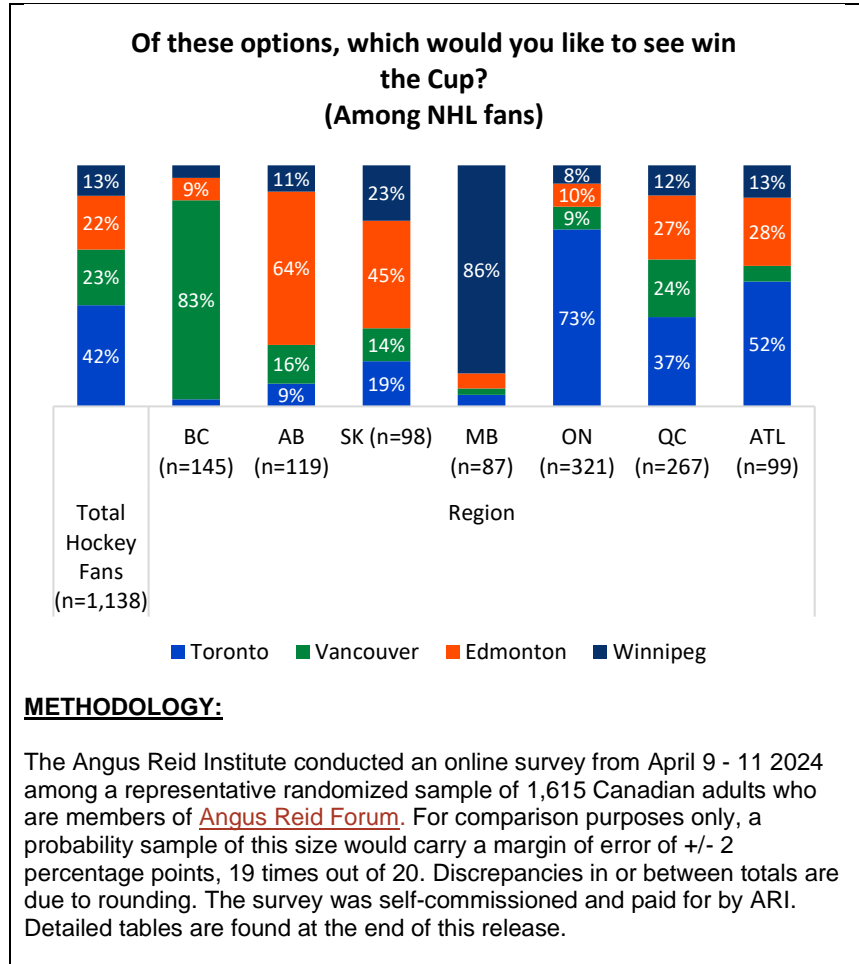 Of these options, which would you like to see win
the Cup?
(Among NHL fans)
13% 9% 11% 23% 86% 8% 12% 13%
22% 64% 45% 10% 27% 28%
23% 83% 16% 14% 9% 24%
42% 9% 19% 73% 37% 52%
BC AB SK (n=98) MB ON QC ATL
(n=145) (n=119) (n=87) (n=321) (n=267) (n=99)
Total Region
Hockey
Fans
(n=1,138)
Toronto Vancouver Edmonton Winnipeg
METHODOLOGY:
The Angus Reid Institute conducted an online survey from April 9 - 11 2024
among a representative randomized sample of 1,615 Canadian adults who
are members of Angus Reid Forum. For comparison purposes only, a
probability sample of this size would carry a margin of error of +/- 2
percentage points, 19 times out of 20. Discrepancies in or between totals are
due to rounding. The survey was self-commissioned and paid for by ARI.
Detailed tables are found at the end of this release.